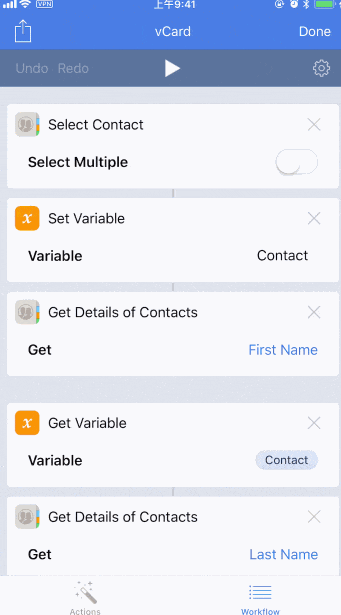 VPN 上午9:41
vCard Done
Undo Redo
Select Contact
Select Multiple
x Set Variable
Variable Contact
Get Details of Contacts
Get First Name
x Get Variable
Variable Contact
Get Details of Contacts
Get Last Name
Actions Workflow